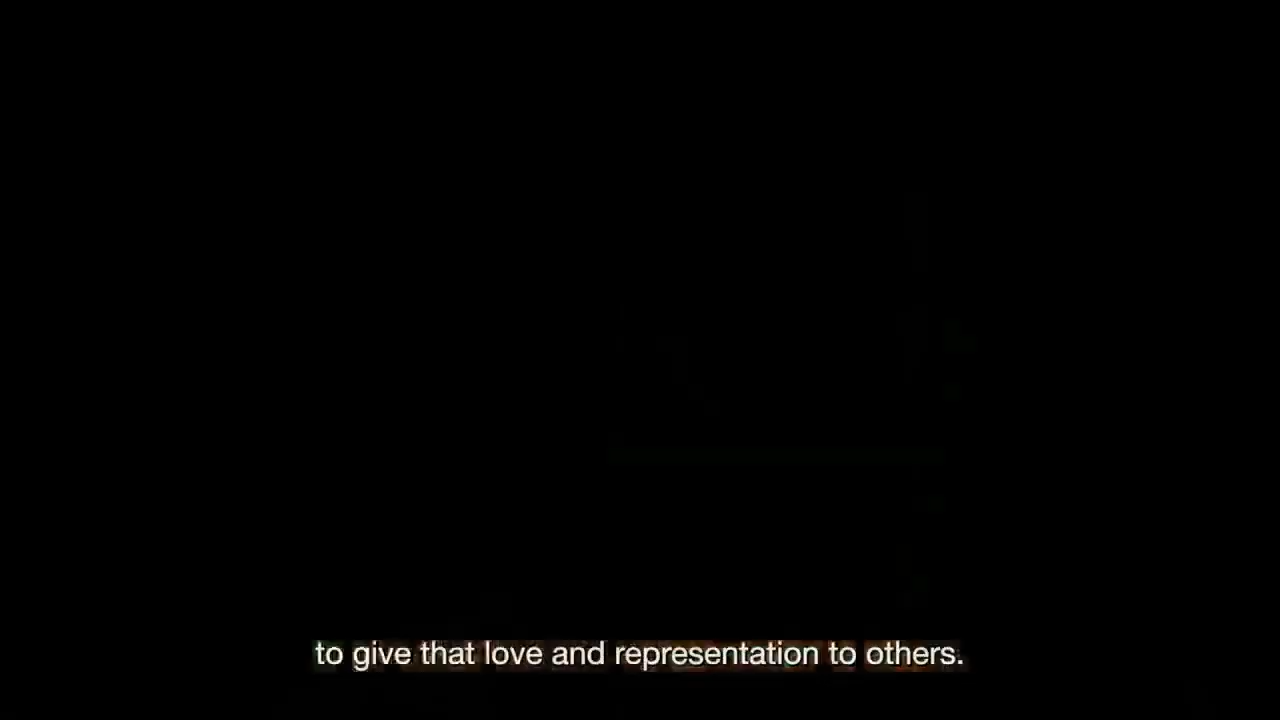 to give that love and representation to others.